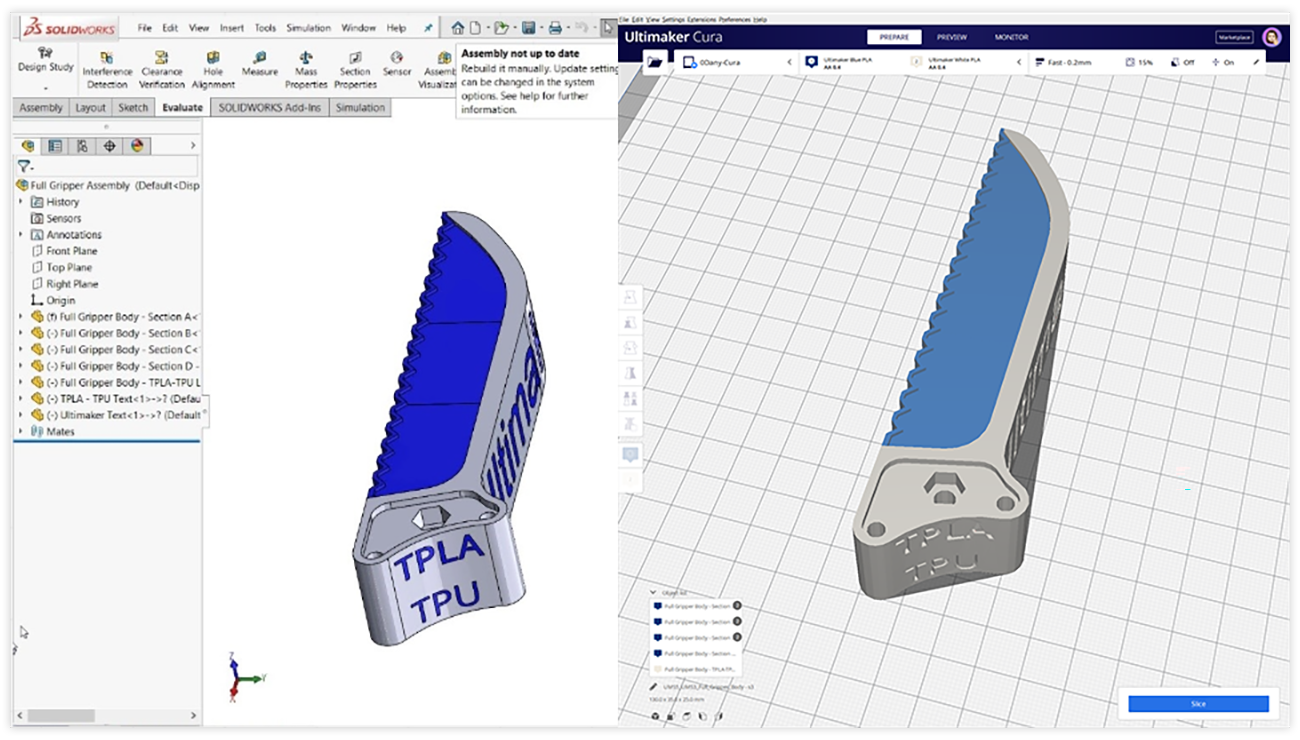 SOLIDWORKS
File Edit View Insert Tools Simulation Window Help
Design Study
Interference Detection
Clearance Verification
Hole Alignment
Measure
Mass Properties
Section Properties
Sensor
Assembly not up to date
Rebuild it manually. Update setting
can be changed in the system
options. See help for further
information.
Assembly Layout Sketch Evaluate SOLIDWORKS Add-Ins Simulation
Full Gripper Assembly (Default<Disp
History
Sensors
Annotations
Front Plane
Top Plane
Right Plane
Origin
(f) Full Gripper Body - Section A<
(-) Full Gripper Body - Section B<
(-) Full Gripper Body - Section C<
(-) Full Gripper Body - Section D -
(-) Full Gripper Body - TPLA-TPU L
(-) TPLA - TPU Text<1>->? (Defau
(-) Ultimaker Text<1>->? (Default
Mates
Ultima
TPLA
TPU
Z
Y
X
File Edit View Settings Extensions Preferences Help
Ultimaker Cura
PREPARE PREVIEW MONITOR
Marketplace
00any-Cura
Ultimaker Blue PLA
AA 0.4
Ultimaker White PLA
AA 0.4
Fast - 0.2mm
15%
Off
On
TPLA
TPU
Object list
Full Gripper Body - Section
Full Gripper Body - Section
Full Gripper Body - Section
Full Gripper Body - Section ...
Full Gripper Body - TPLA-TP...
Slice